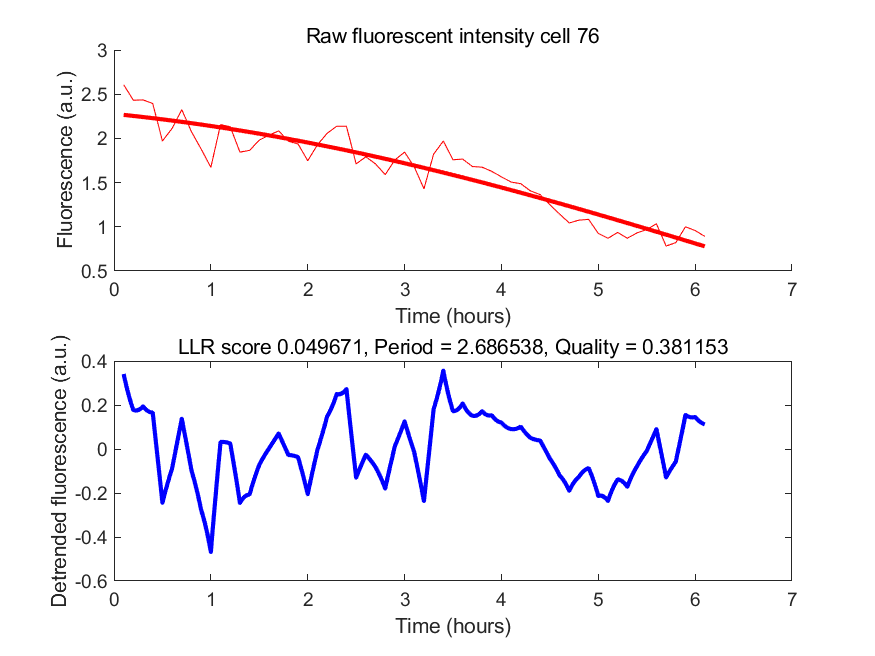 Raw fluorescent intensity cell 76
3
2.5
2
1.5
1
0.5
Fluorescence (a.u.)
0 1 2 3 4 5 6 7
Time (hours)
LLR score 0.049671, Period = 2.686538, Quality = 0.381153
0.4
0.2
0
-0.2
-0.4
-0.6
Detrended fluorescence (a.u.)
0 1 2 3 4 5 6 7
Time (hours)